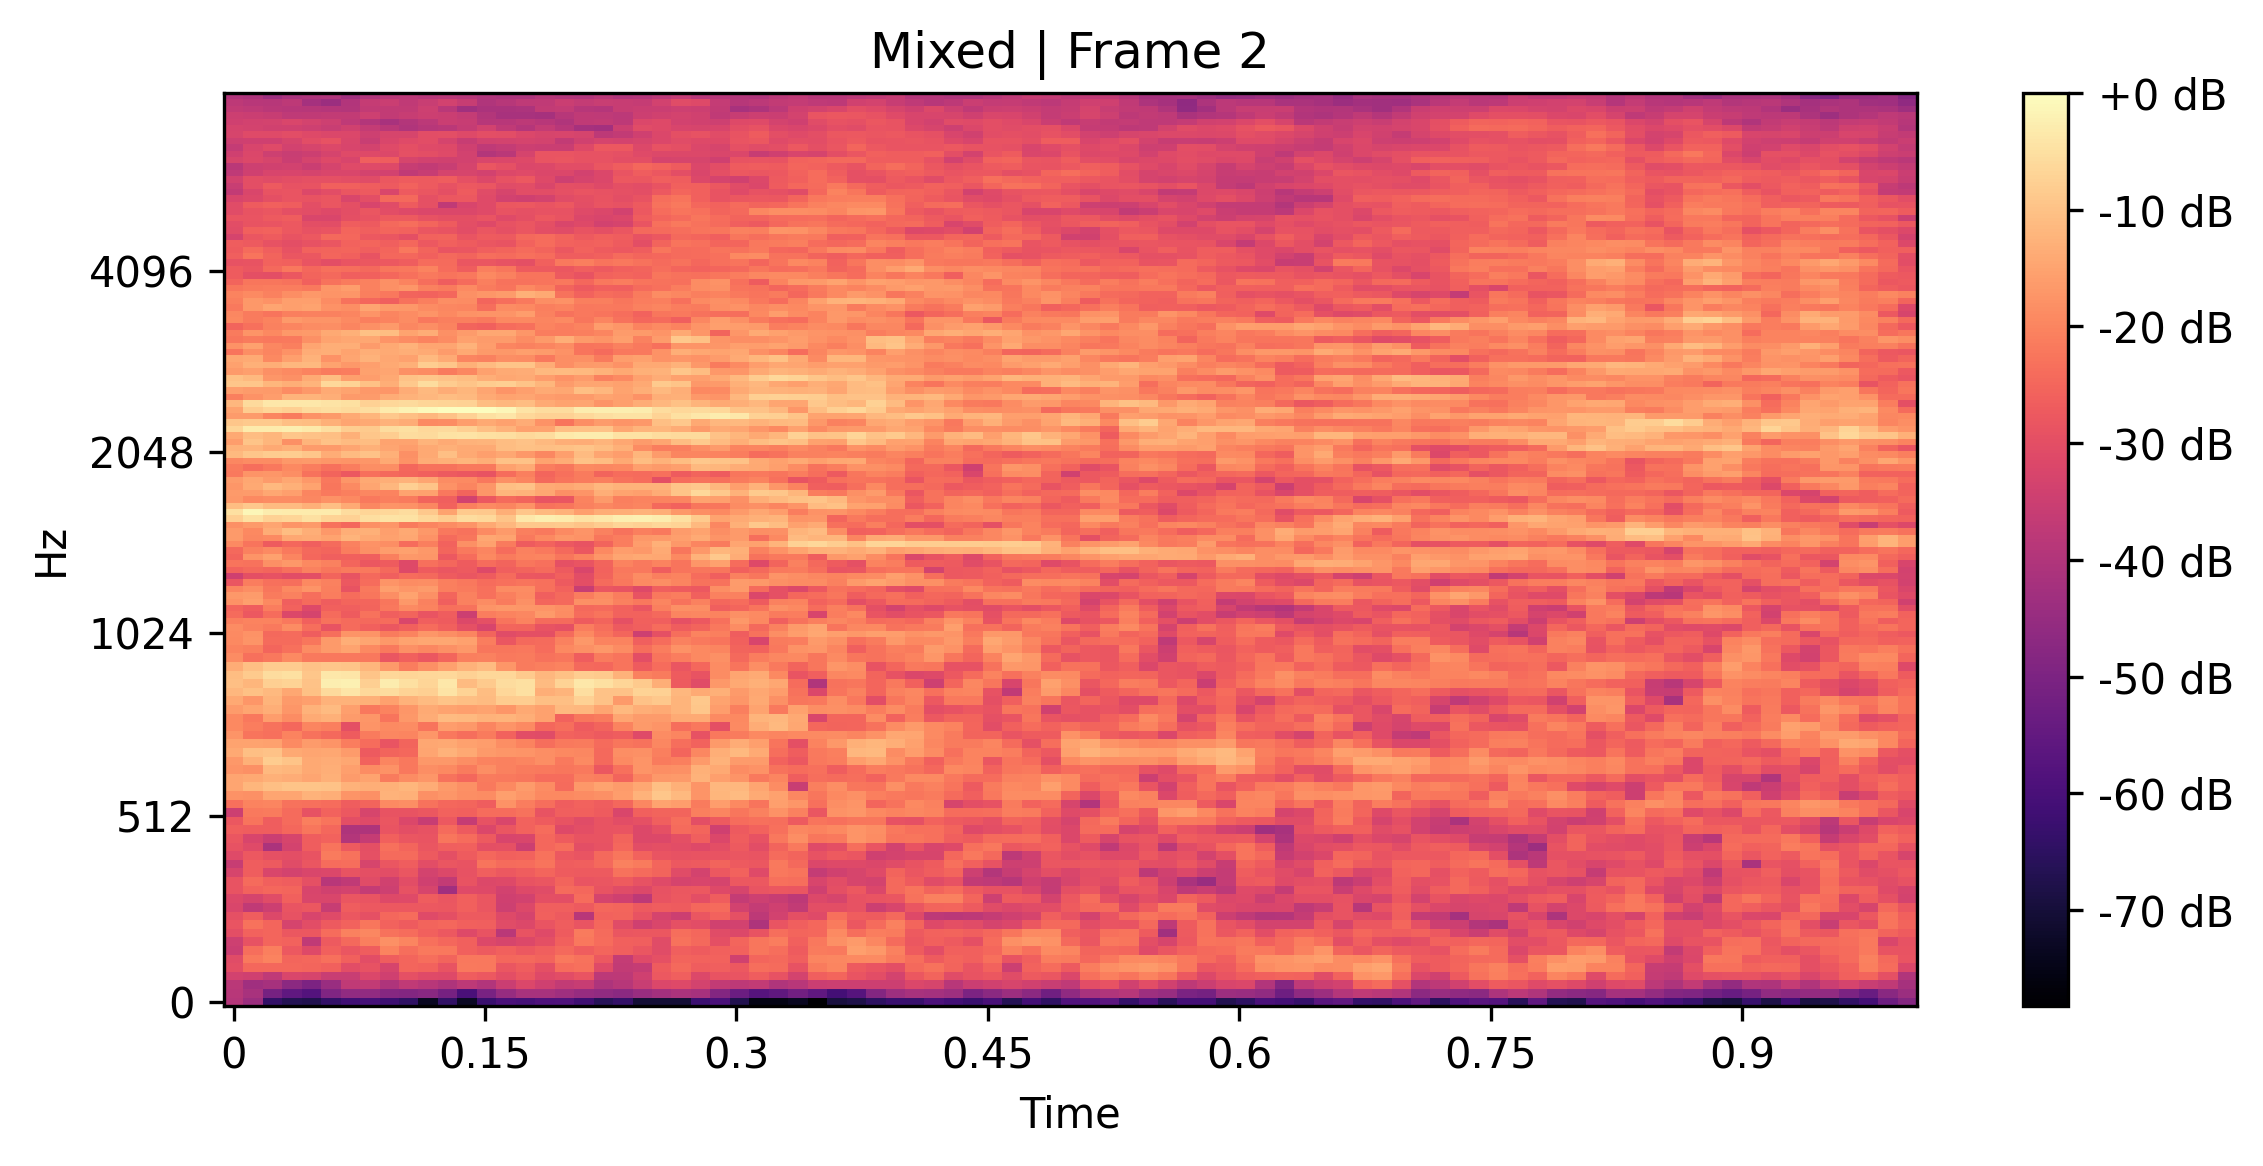 Mixed | Frame 2
Hz
4096
2048
1024
512
0
0 0.15 0.3 0.45 0.6 0.75 0.9
Time
+0 dB
-10 dB
-20 dB
-30 dB
-40 dB
-50 dB
-60 dB
-70 dB